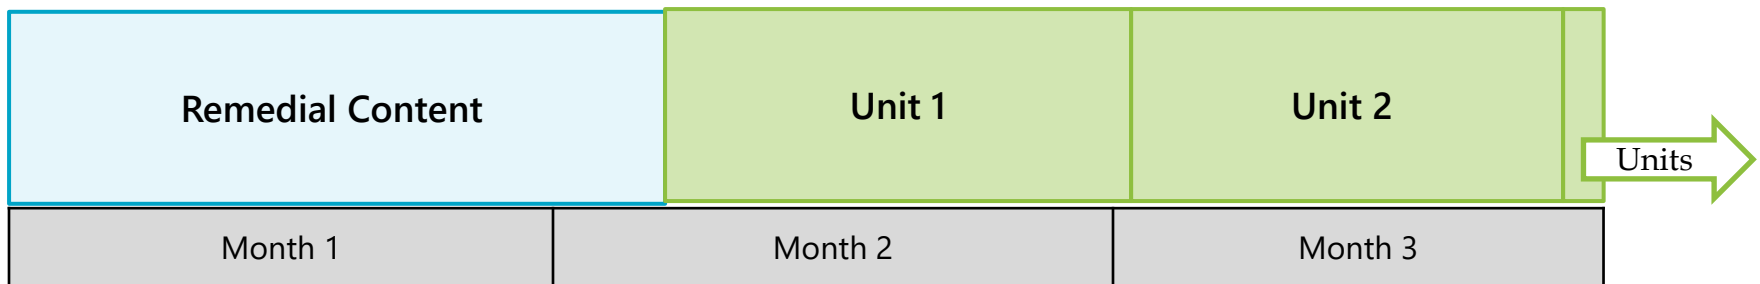 Remedial Content
Unit 1
Unit 2
Units
Month 1
Month 2
Month 3